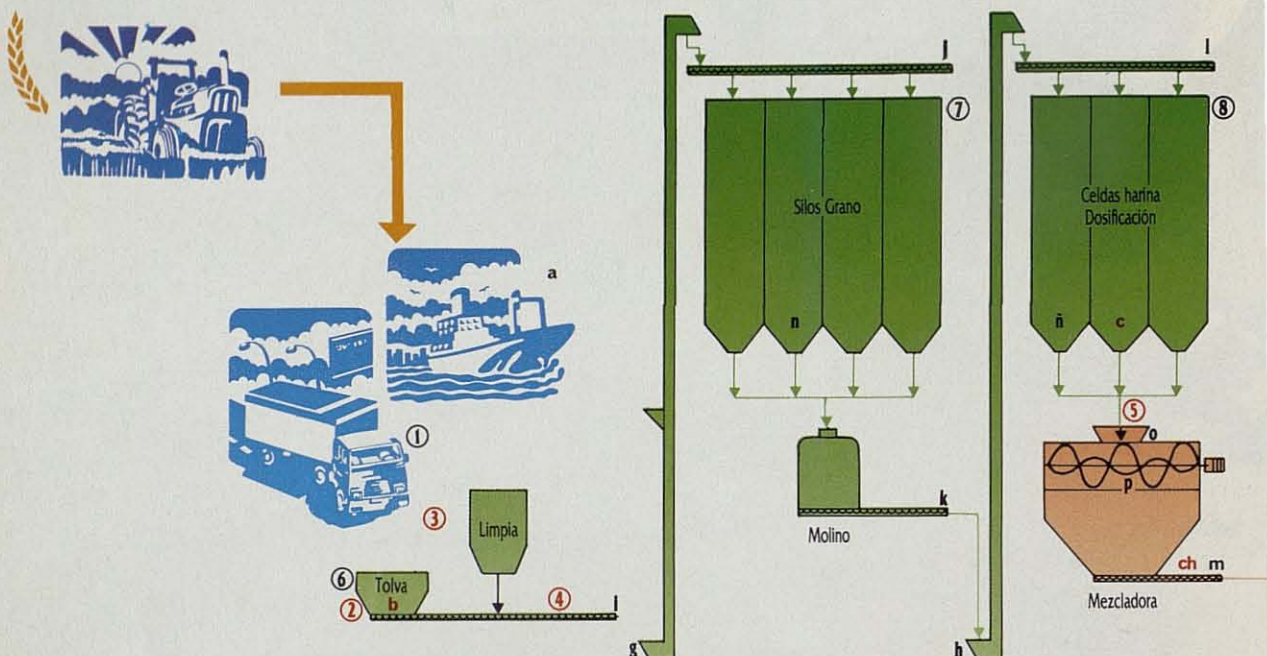 a
①
③
Limpia
⑥
Tolva
②
b
④
i
g
j
⑦
Silos Grano
n
k
Molino
h
l
⑧
Celdas harina
Dosificación
ñ
c
⑤
o
p
ch m
Mezcladora